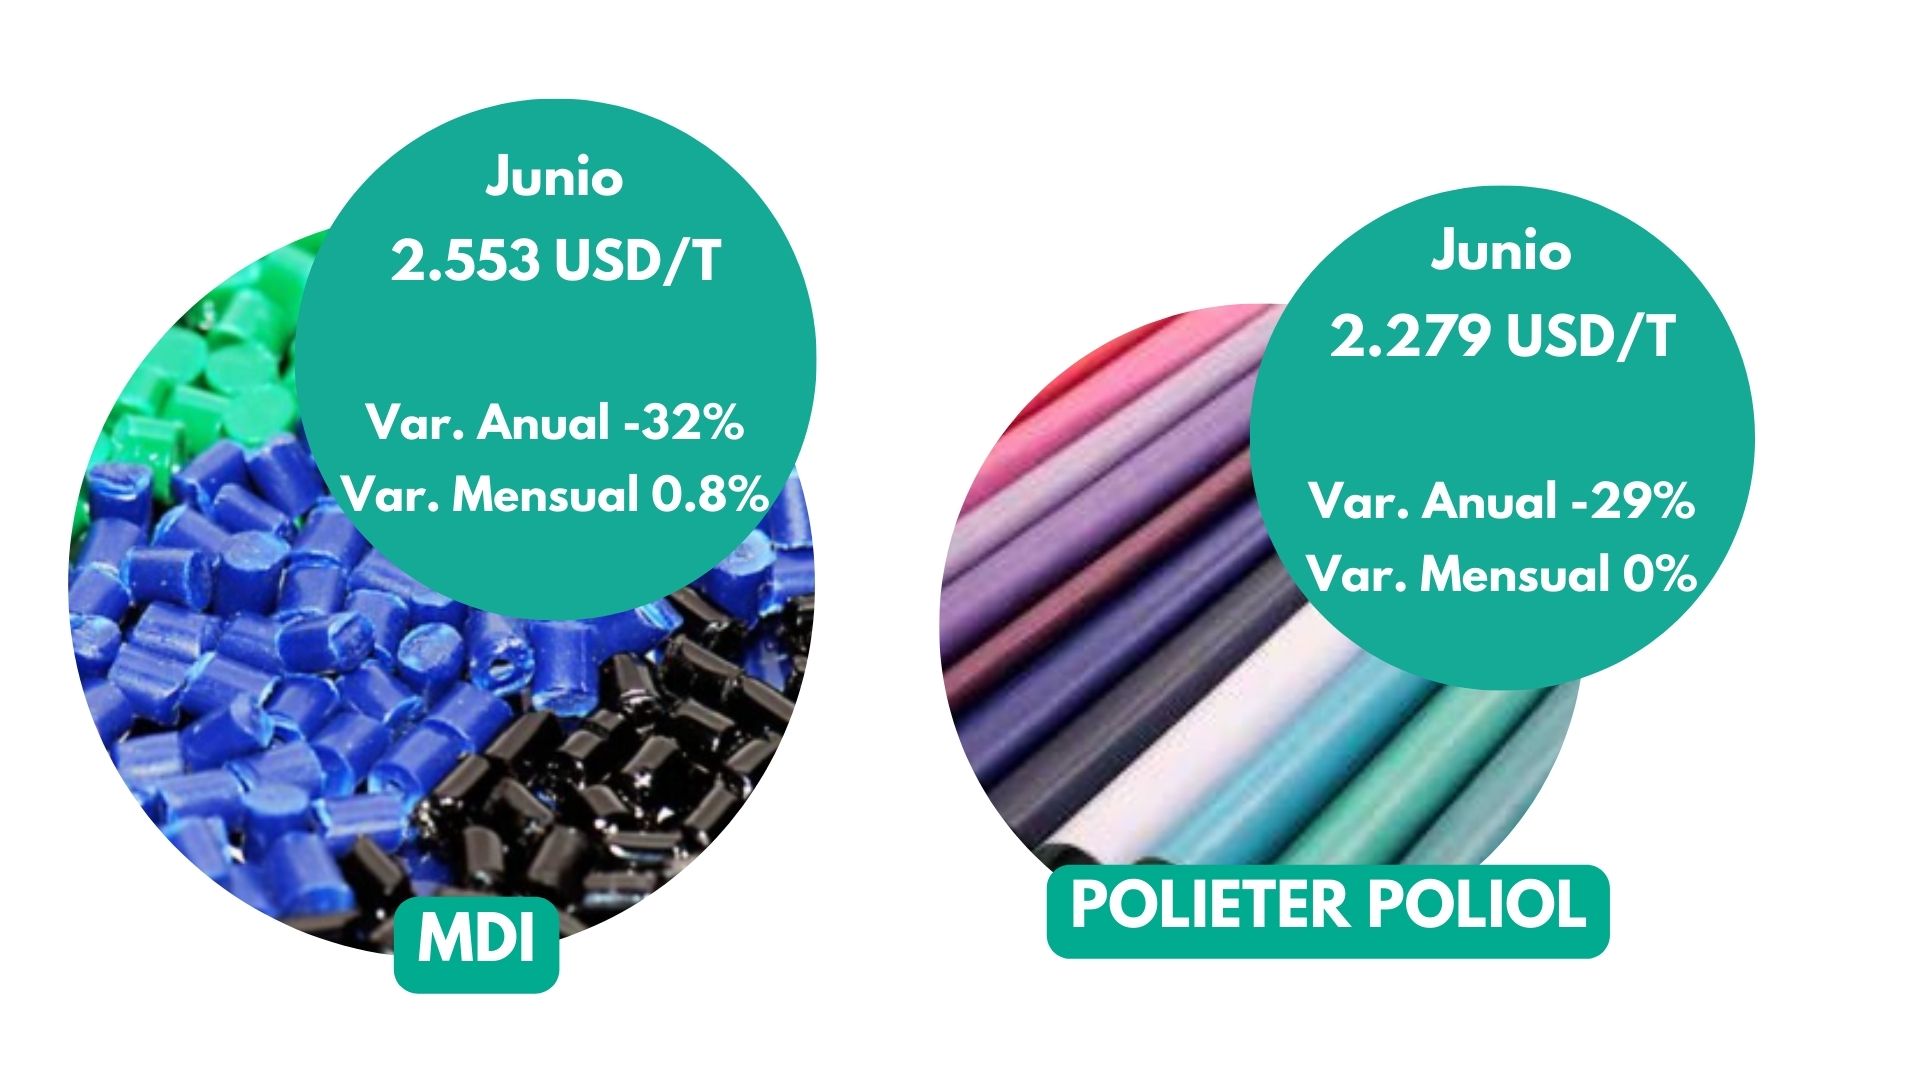 Junio
2.553 USD/T
Var. Anual -32%
Var. Mensual 0.8%
MDI
Junio
2.279 USD/T
Var. Anual -29%
Var. Mensual 0%
POLIETER POLIOL